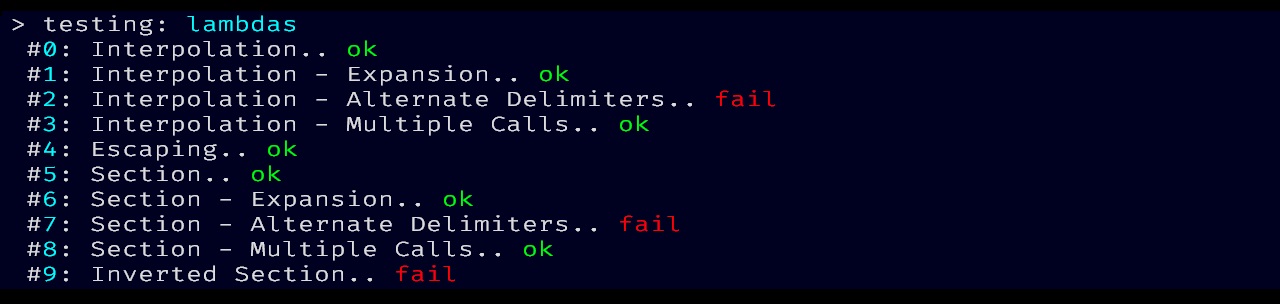 > testing: lambdas
#0: Interpolation.. ok
#1: Interpolation - Expansion.. ok
#2: Interpolation - Alternate Delimiters.. fail
#3: Interpolation - Multiple Calls.. ok
#4: Escaping.. ok
#5: Section.. ok
#6: Section - Expansion.. ok
#7: Section - Alternate Delimiters.. fail
#8: Section - Multiple Calls.. ok
#9: Inverted Section.. fail